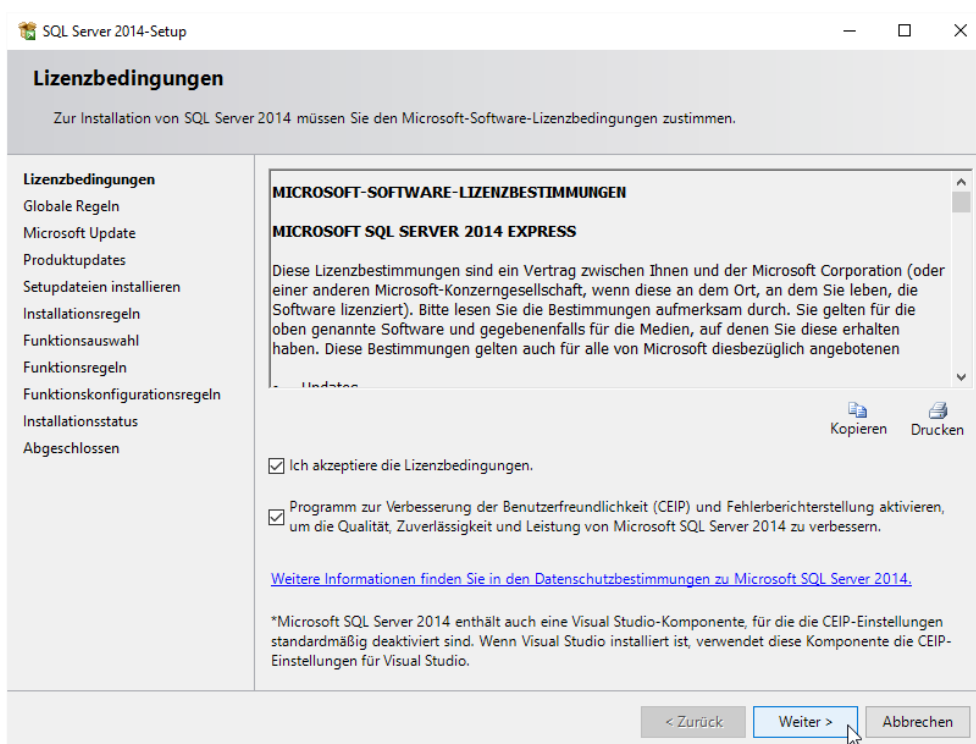 SQL Server 2014-Setup
Lizenzbedingungen
Zur Installation von SQL Server 2014 müssen Sie den Microsoft-Software-Lizenzbedingungen zustimmen.
Lizenzbedingungen
Globale Regeln
Microsoft Update
Produktupdates
Setupdateien installieren
Installationsregeln
Funktionsauswahl
Funktionsregeln
Funktionskonfigurationsregeln
Installationsstatus
Abgeschlossen
MICROSOFT-SOFTWARE-LIZENZBESTIMMUNGEN
MICROSOFT SQL SERVER 2014 EXPRESS
Diese Lizenzbestimmungen sind ein Vertrag zwischen Ihnen und der Microsoft Corporation (oder
einer anderen Microsoft-Konzerngesellschaft, wenn diese an dem Ort, an dem Sie leben, die
Software lizenziert). Bitte lesen Sie die Bestimmungen aufmerksam durch. Sie gelten für die
oben genannte Software und gegebenenfalls für die Medien, auf denen Sie diese erhalten
haben. Diese Bestimmungen gelten auch für alle von Microsoft diesbezüglich angebotenen
• Updates
Kopieren Drucken
Ich akzeptiere die Lizenzbedingungen.
Programm zur Verbesserung der Benutzerfreundlichkeit (CEIP) und Fehlerberichterstellung aktivieren,
um die Qualität, Zuverlässigkeit und Leistung von Microsoft SQL Server 2014 zu verbessern.
Weitere Informationen finden Sie in den Datenschutzbestimmungen zu Microsoft SQL Server 2014.
*Microsoft SQL Server 2014 enthält auch eine Visual Studio-Komponente, für die die CEIP-Einstellungen
standardmäßig deaktiviert sind. Wenn Visual Studio installiert ist, verwendet diese Komponente die CEIP-
Einstellungen für Visual Studio.
< Zurück Weiter > Abbrechen